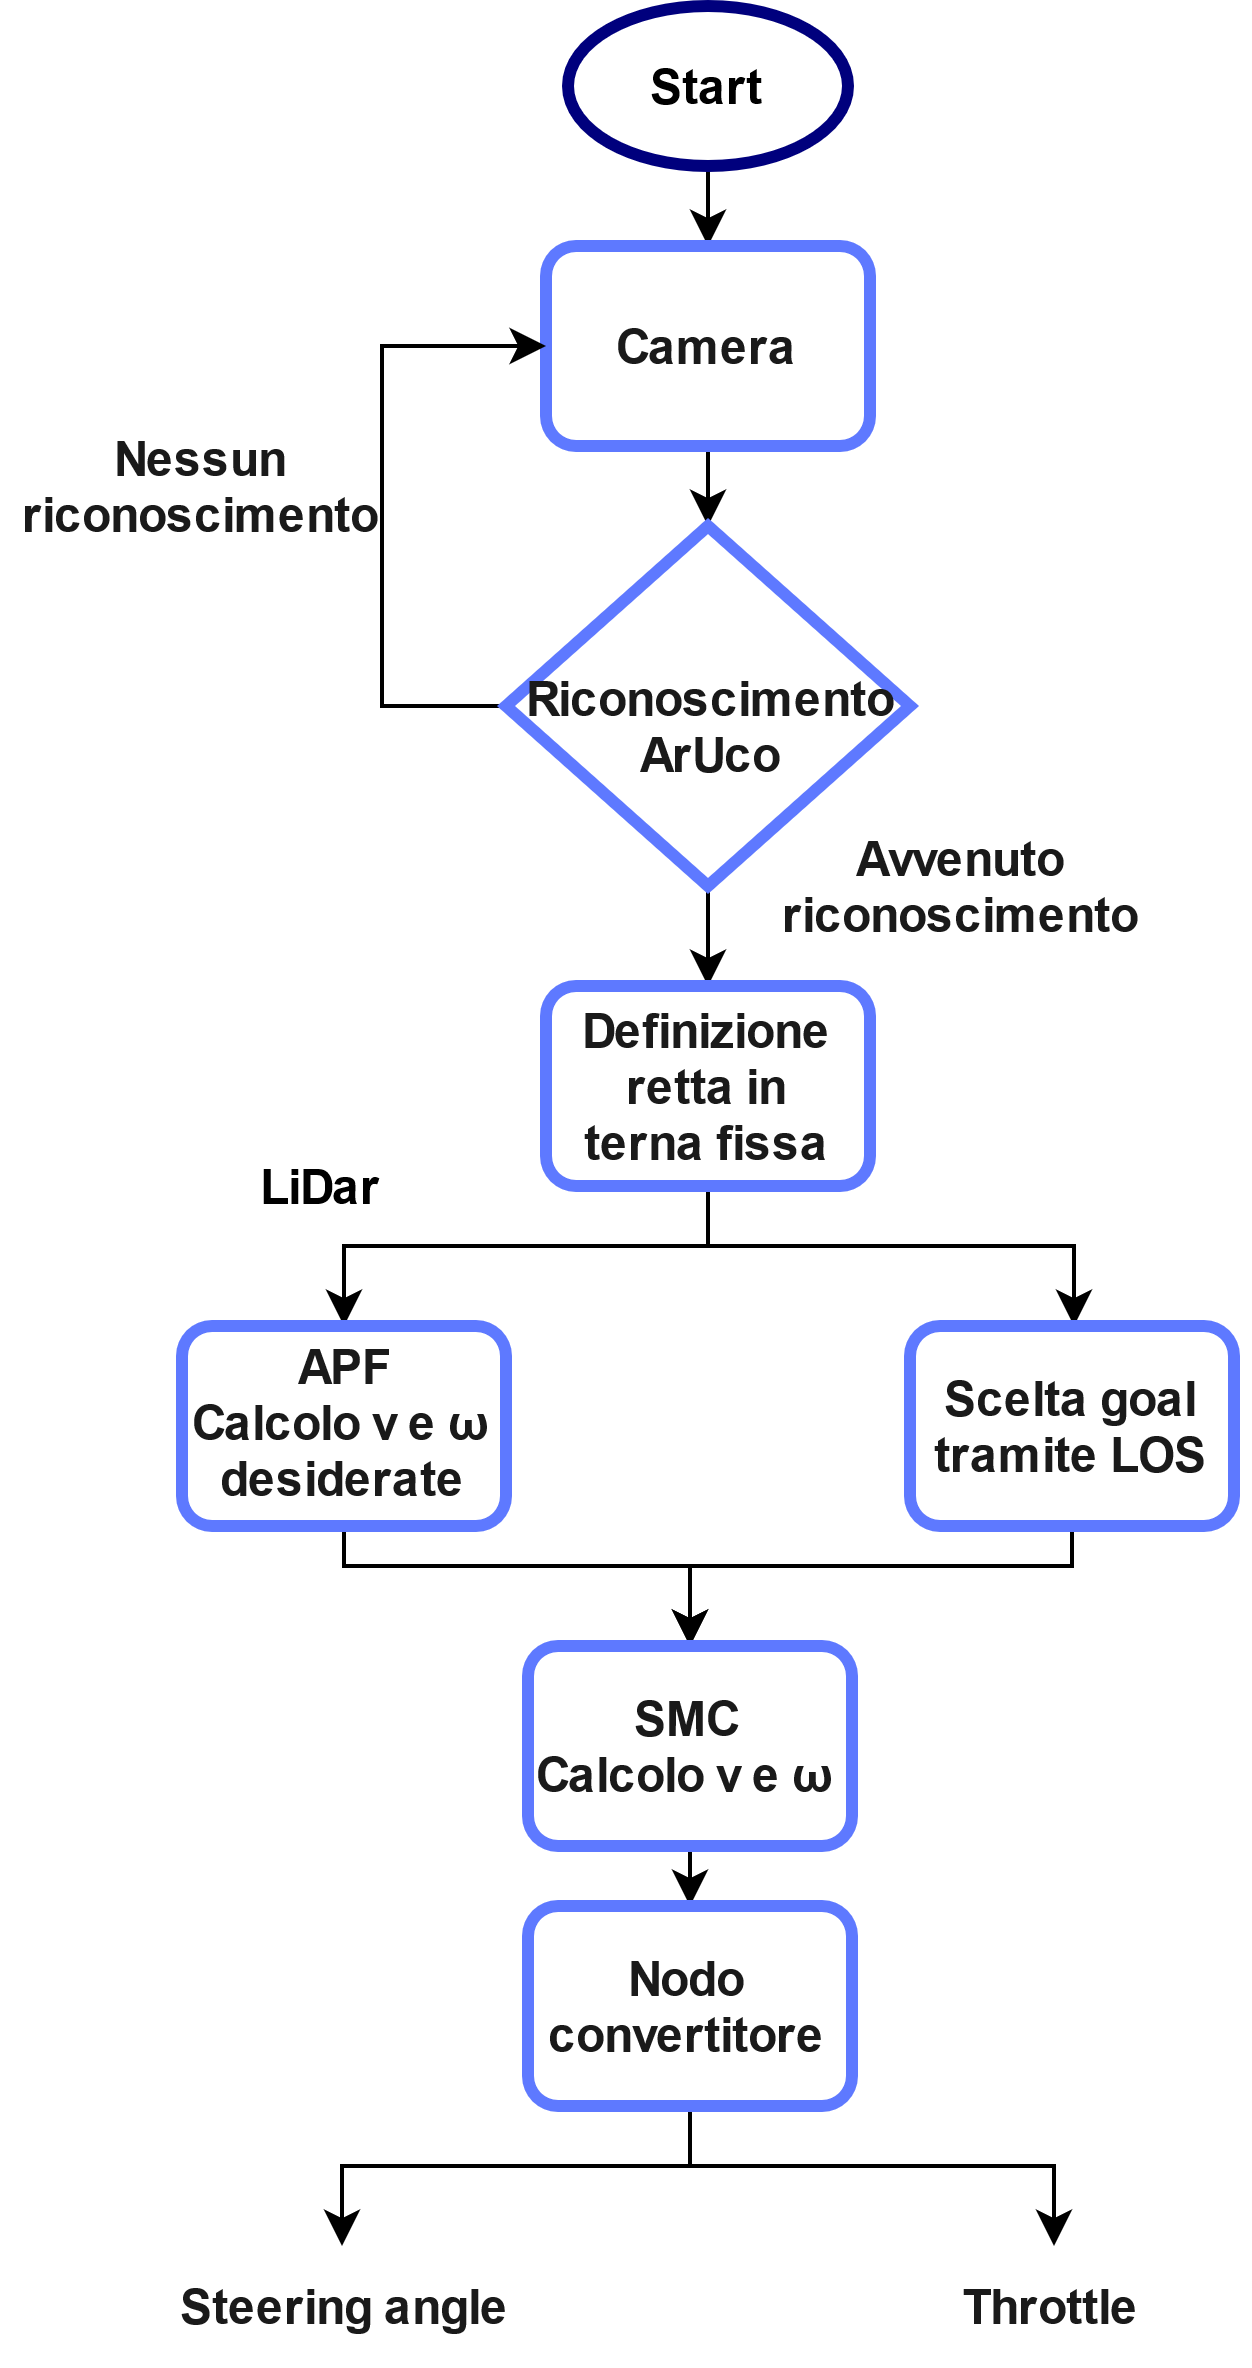 Start
Camera
Nessun
riconoscimento
Riconoscimento
ArUco
Avvenuto
riconoscimento
Definizione
retta in
terna fissa
LiDar
APF
Calcolo v e ω
desiderate
Scelta goal
tramite LOS
SMC
Calcolo v e ω
Nodo
convertitore
Steering angle
Throttle